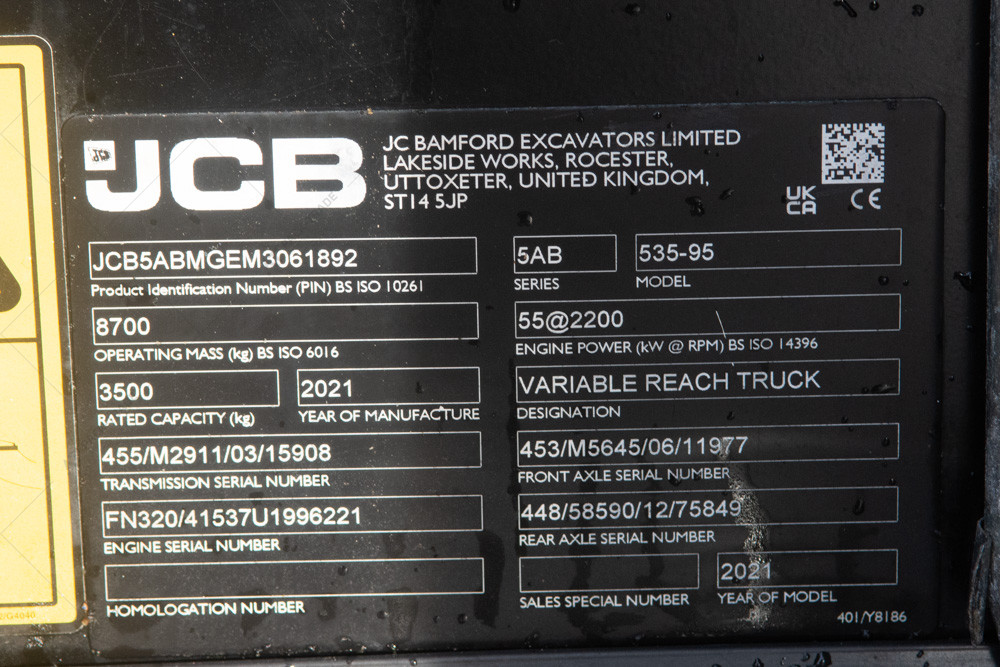 JCB
JC BAMFORD EXCAVATORS LIMITED
LAKESIDE WORKS, ROCESTER,
UTTOXETER, UNITED KINGDOM,
ST14 5JP
UK
CA
CE
JCB5ABMGEM3061892
Product Identification Number (PIN) BS ISO 10261
5AB
SERIES
535-95
MODEL
8700
OPERATING MASS (kg) BS ISO 6016
55@2200
ENGINE POWER (kW @ RPM) BS ISO 14396
3500
RATED CAPACITY (kg)
2021
YEAR OF MANUFACTURE
VARIABLE REACH TRUCK
DESIGNATION
455/M2911/03/15908
TRANSMISSION SERIAL NUMBER
453/M5645/06/11977
FRONT AXLE SERIAL NUMBER
FN320/41537U1996221
ENGINE SERIAL NUMBER
448/58590/12/75849
REAR AXLE SERIAL NUMBER
HOMOLOGATION NUMBER
SALES SPECIAL NUMBER
2021
YEAR OF MODEL
401/Y8186